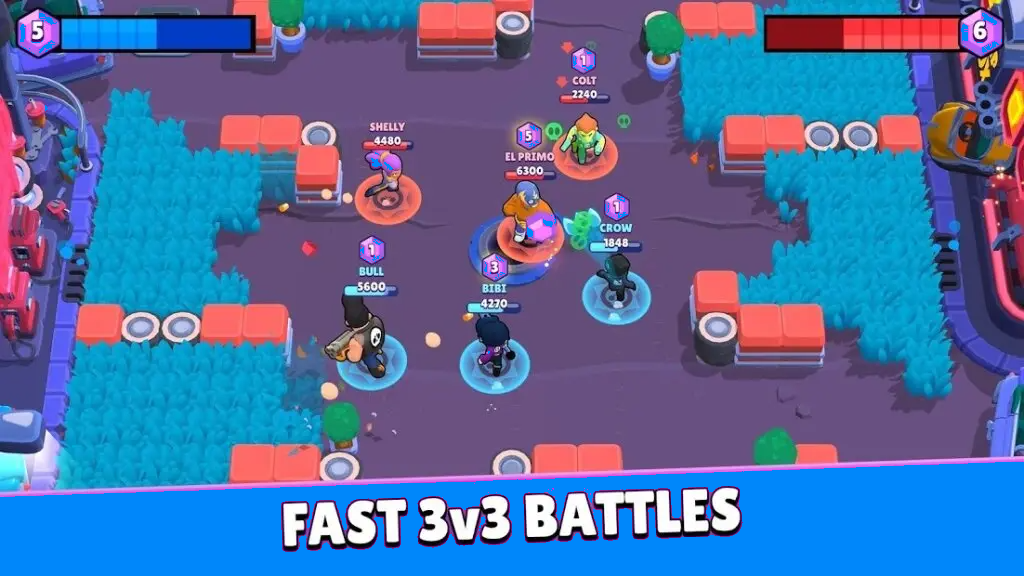 5
6
1
COLT
2240
SHELLY
4480
5
EL PRIMO
6300
1
CROW
1848
1
BULL
5600
3
BIBI
4270
FAST 3v3 BATTLES